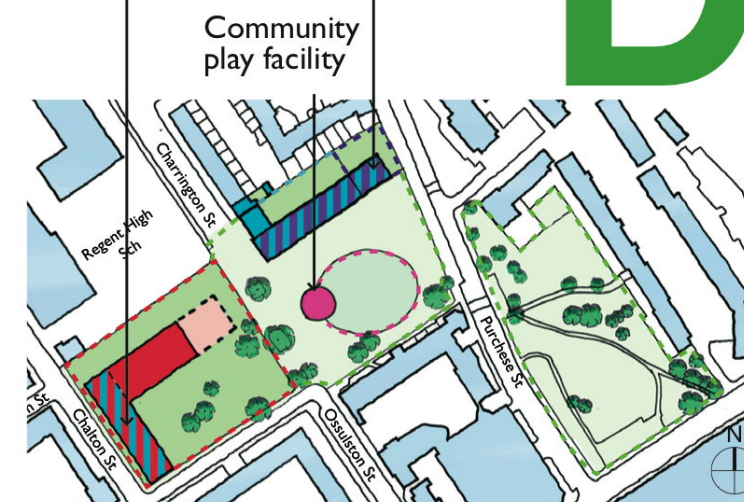 Community
play facility
D
Charrington St
Regent High
Sch
Purchese St.
Chalton St.
Ossulston St.
N